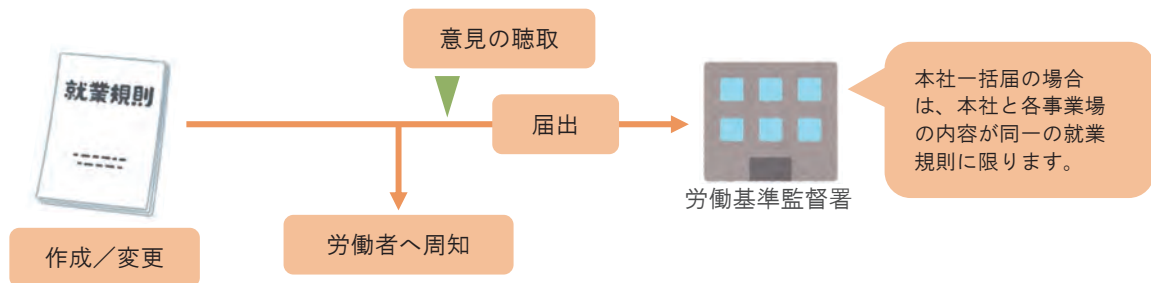 意見の聴取
就業規則
届出
本社一括届の場合
は、本社と各事業場
の内容が同一の就業
規則に限ります。
労働基準監督署
作成／変更
労働者へ周知